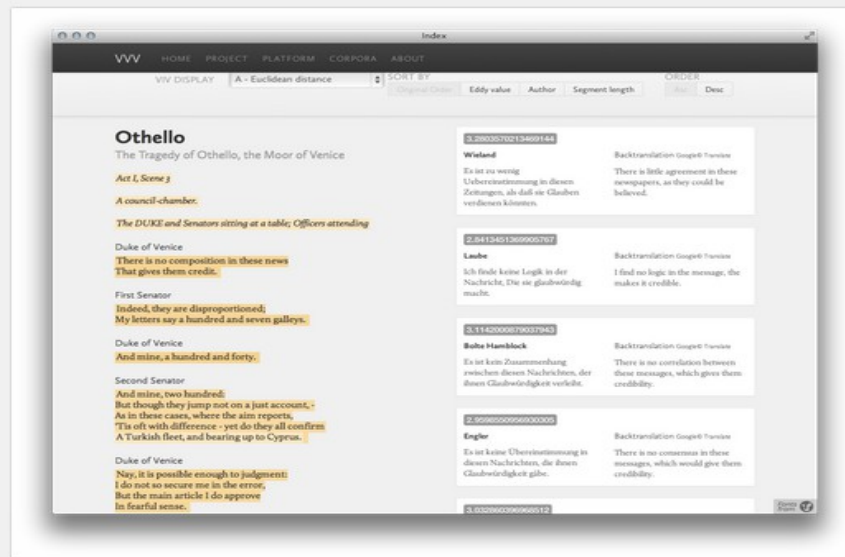 Index
VVV HOME PROJECT PLATFORM CORPORA ABOUT
VIV DISPLAY A - Euclidean distance SORT BY ORDER
Original Order Eddy value Author Segment length Asc Desc
Othello
The Tragedy of Othello, the Moor of Venice
Act I, Scene 3
A council-chamber.
The DUKE and Senators sitting at a table; Officers attending
Duke of Venice
There is no composition in these news
That gives them credit.
First Senator
Indeed, they are disproportioned;
My letters say a hundred and seven galleys.
Duke of Venice
And mine, a hundred and forty.
Second Senator
And mine, two hundred:
But though they jump not on a just account, -
As in these cases, where the aim reports,
'Tis oft with difference - yet do they all confirm
A Turkish fleet, and bearing up to Cyprus.
Duke of Venice
Nay, it is possible enough to judgment:
I do not so secure me in the error,
But the main article I do approve
In fearful sense.
3.2803570213469144
Wieland
Es ist zu wenig
Uebereinstimmung in diesen
Zeitungen, als daß sie Glauben
verdienen könnten.
Backtranslation Google® Translate
There is little agreement in these
newspapers, as they could be
believed.
2.8413451369905767
Laube
Ich finde keine Logik in der
Nachricht, Die sie glaubwürdig
macht.
Backtranslation Google® Translate
I find no logic in the message, the
makes it credible.
3.1142000879037943
Bolte Hamblock
Es ist kein Zusammenhang
zwischen diesen Nachrichten, der
ihnen Glaubwürdigkeit verleiht.
Backtranslation Google® Translate
There is no correlation between
these messages, which gives them
credibility.
2.9598550956930305
Engler
Es ist keine Übereinstimmung in
diesen Nachrichten, die ihnen
Glaubwürdigkeit gäbe.
Backtranslation Google® Translate
There is no consensus in these
messages, which would give them
credibility.
3.032860396968512